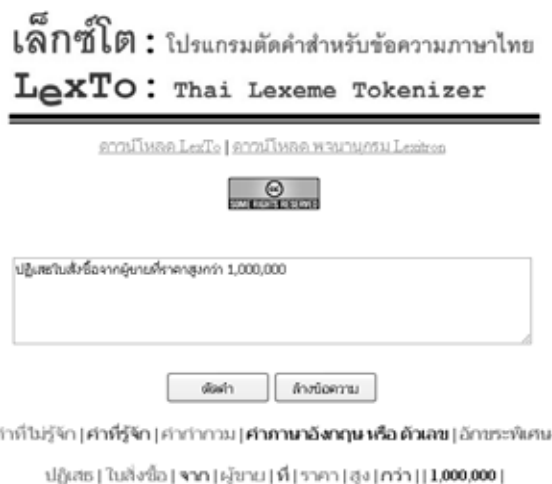 เล็กซ์โต : โปรแกรมตัดคำสำหรับข้อความภาษาไทย
LexTo : Thai Lexeme Tokenizer
ดาวน์โหลด LexTo | ดาวน์โหลด พจนานุกรม Lexitron
cc
SOME RIGHTS RESERVED
ปฏิเสธใบสั่งซื้อจากผู้ขายที่ราคาสูงกว่า 1,000,000
ตัดคำ ล้างข้อความ
คำที่ไม่รู้จัก | คำที่รู้จัก | คำกำกวม | คำภาษาอังกฤษ หรือ ตัวเลข | อักขระพิเศษ
ปฏิเสธ | ใบสั่งซื้อ | จาก | ผู้ขาย | ที่ | ราคา | สูง | กว่า | | 1,000,000 |